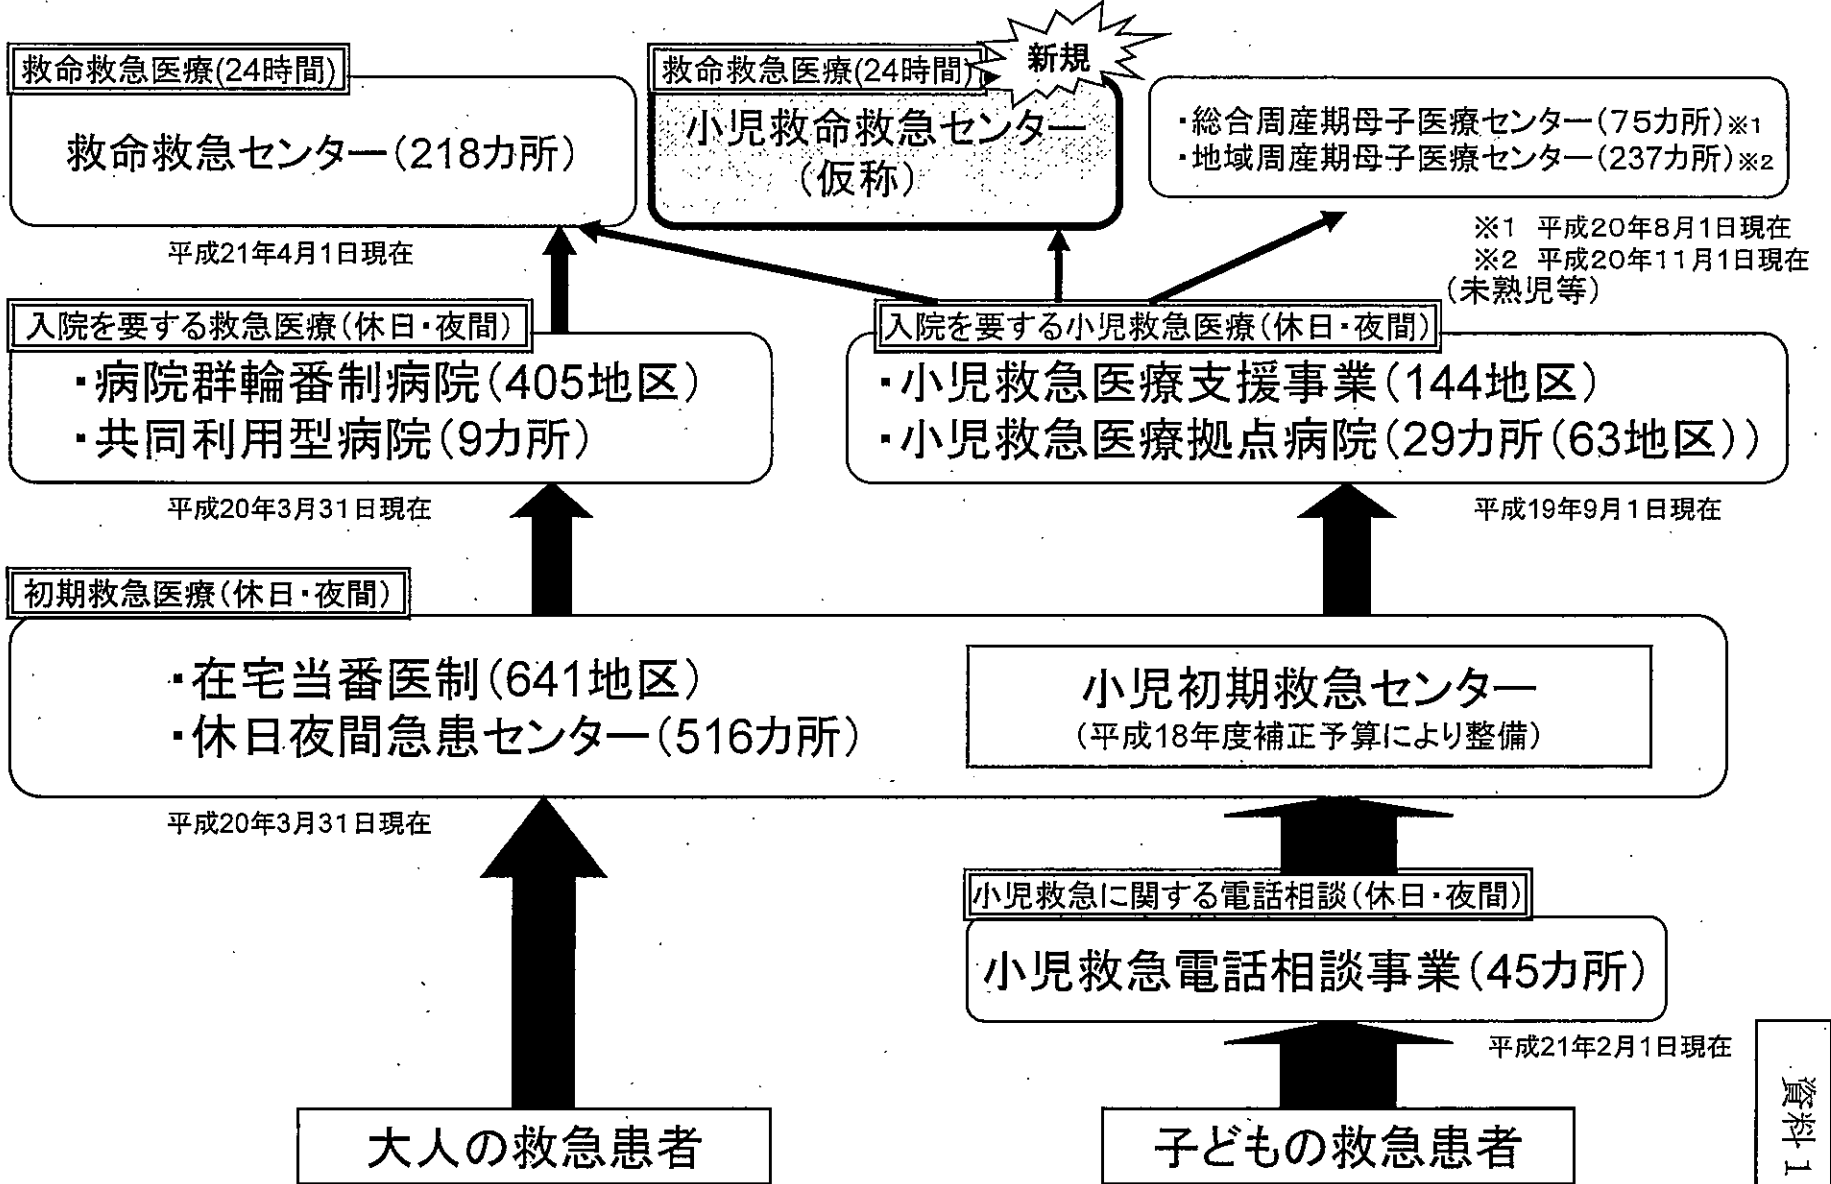 救命救急医療(24時間)
救命救急センター(218カ所)
平成21年4月1日現在
救命救急医療(24時間)
新規
小児救命救急センター
(仮称)
・総合周産期母子医療センター(75カ所)※1
・地域周産期母子医療センター(237カ所)※2
※1 平成20年8月1日現在
※2 平成20年11月1日現在
(未熟児等)
入院を要する救急医療(休日・夜間)
・病院群輪番制病院(405地区)
・共同利用型病院(9カ所)
平成20年3月31日現在
入院を要する小児救急医療(休日・夜間)
・小児救急医療支援事業(144地区)
・小児救急医療拠点病院(29カ所(63地区))
平成19年9月1日現在
初期救急医療(休日・夜間)
・在宅当番医制(641地区)
・休日夜間急患センター(516カ所)
平成20年3月31日現在
小児初期救急センター
(平成18年度補正予算により整備)
小児救急に関する電話相談(休日・夜間)
小児救急電話相談事業(45カ所)
平成21年2月1日現在
大人の救急患者
子どもの救急患者
資料1